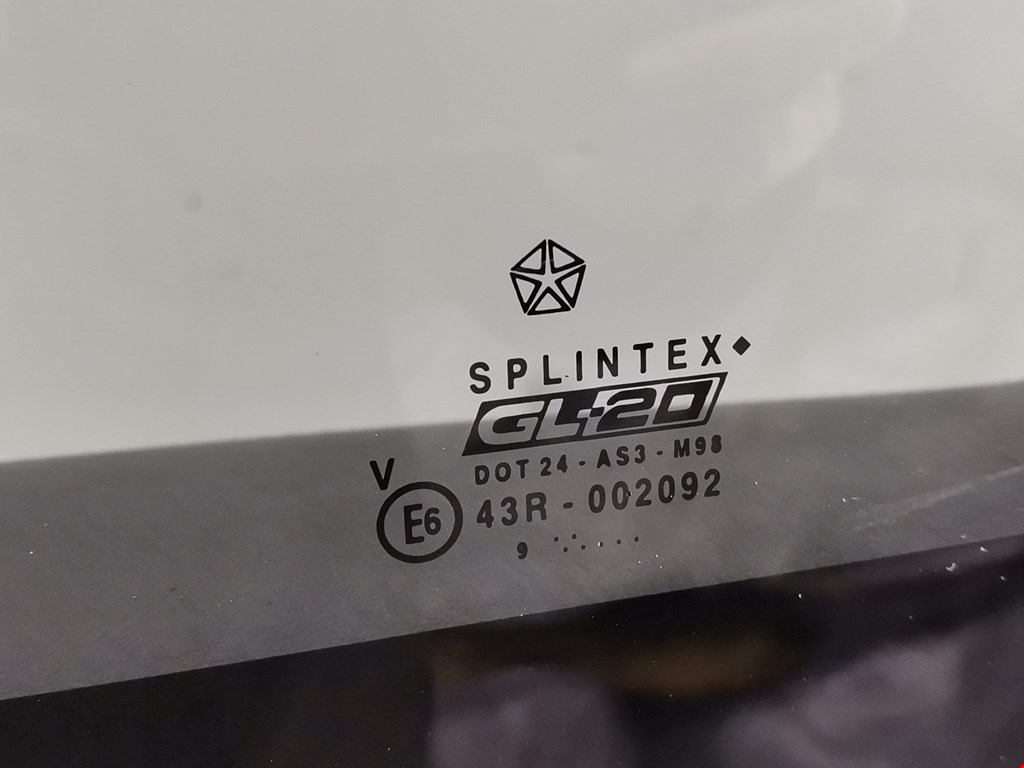 SPLINTEX
GL-20
DOT 24 - AS3 - M98
V
E6 43R - 002092
9